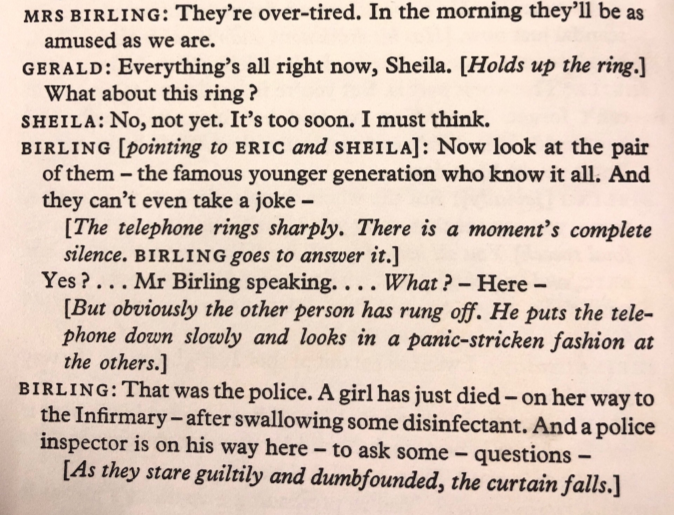 MRS BIRLING: They're over-tired. In the morning they'll be as
amused as we are.
GERALD: Everything's all right now, Sheila. [Holds up the ring.]
What about this ring?
SHEILA: No, not yet. It's too soon. I must think.
BIRLING [pointing to ERIC and SHEILA]: Now look at the pair
of them – the famous younger generation who know it all. And
they can't even take a joke –
[The telephone rings sharply. There is a moment's complete
silence. BIRLING goes to answer it.]
Yes? . . . Mr Birling speaking. . . . What? – Here –
[But obviously the other person has rung off. He puts the tele-
phone down slowly and looks in a panic-stricken fashion at
the others.]
BIRLING: That was the police. A girl has just died – on her way to
the Infirmary – after swallowing some disinfectant. And a police
inspector is on his way here – to ask some – questions –
[As they stare guiltily and dumbfounded, the curtain falls.]